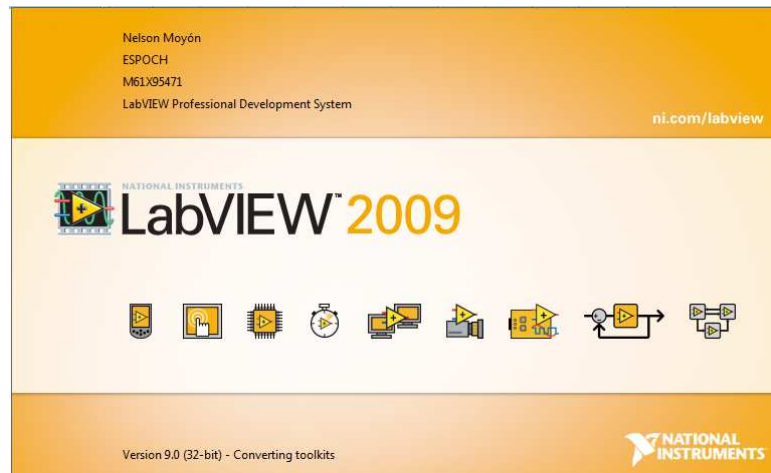 Nelson Moyón
ESPOCH
M61X95471
LabVIEW Professional Development System
ni.com/labview
NATIONAL INSTRUMENTS
LabVIEW™ 2009
Version 9.0 (32-bit) - Converting toolkits
NATIONAL
INSTRUMENTS